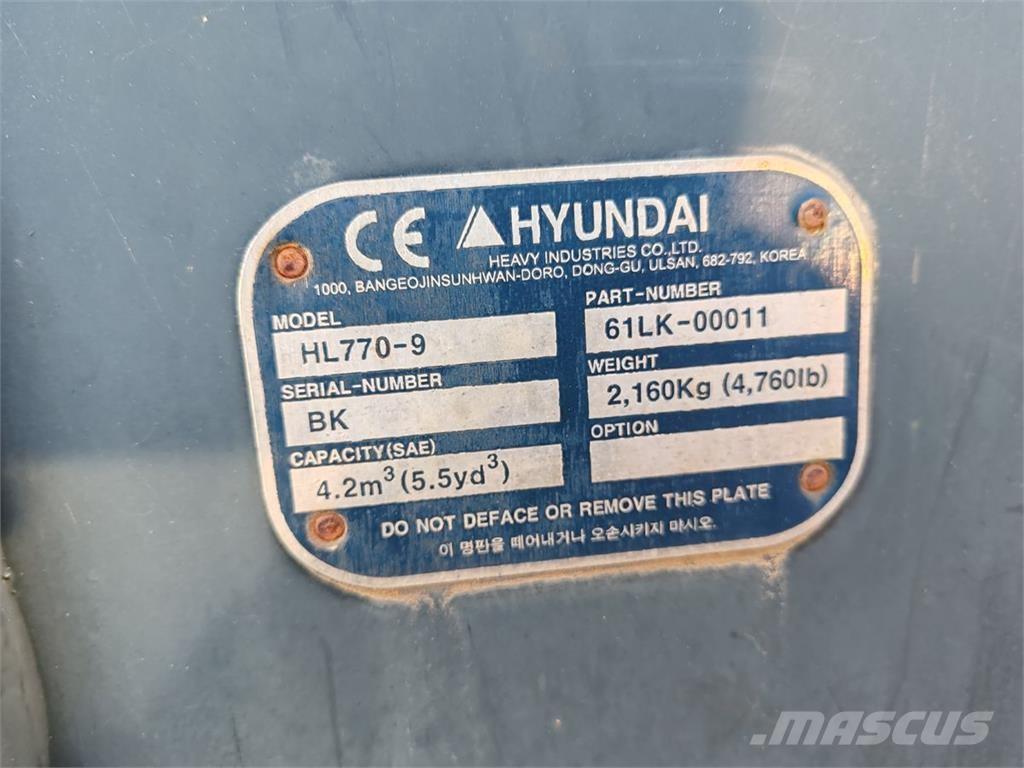 CE HYUNDAI
HEAVY INDUSTRIES CO.,LTD.
1000, BANGEOJINSUNHWAN-DORO, DONG-GU, ULSAN, 682-792, KOREA
MODEL
HL770-9
PART-NUMBER
61LK-00011
SERIAL-NUMBER
BK
WEIGHT
2,160Kg (4,760lb)
CAPACITY(SAE)
4.2m³(5.5yd³)
OPTION
DO NOT DEFACE OR REMOVE THIS PLATE
이 명판을 떼어내거나 오손시키지 마시오.
MASCUS